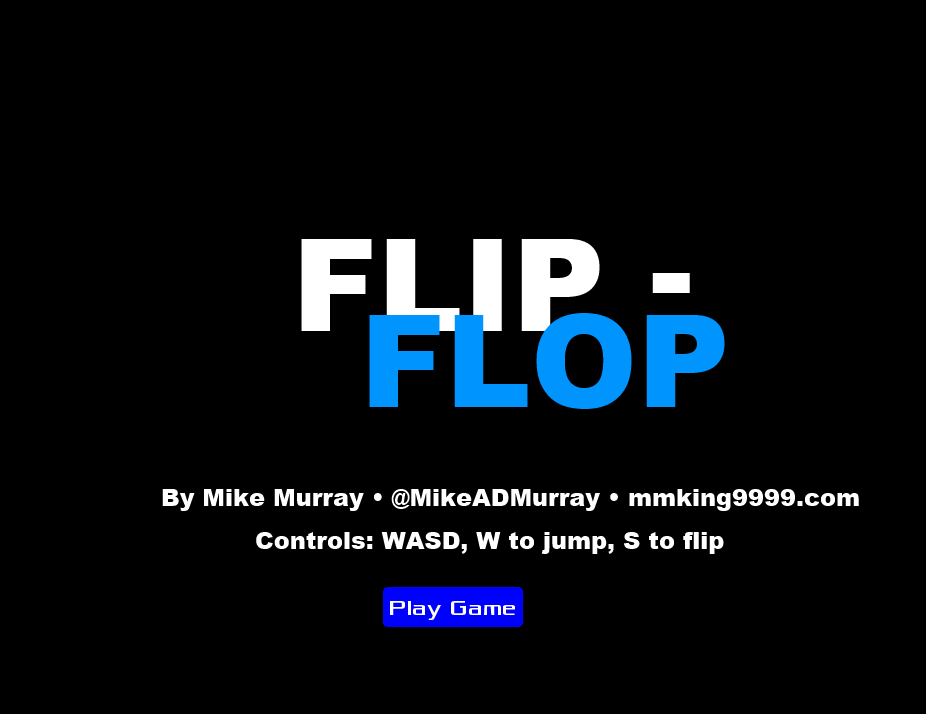 FLIP -
FLOP
By Mike Murray • @MikeADMurray • mmking9999.com
Controls: WASD, W to jump, S to flip
Play Game